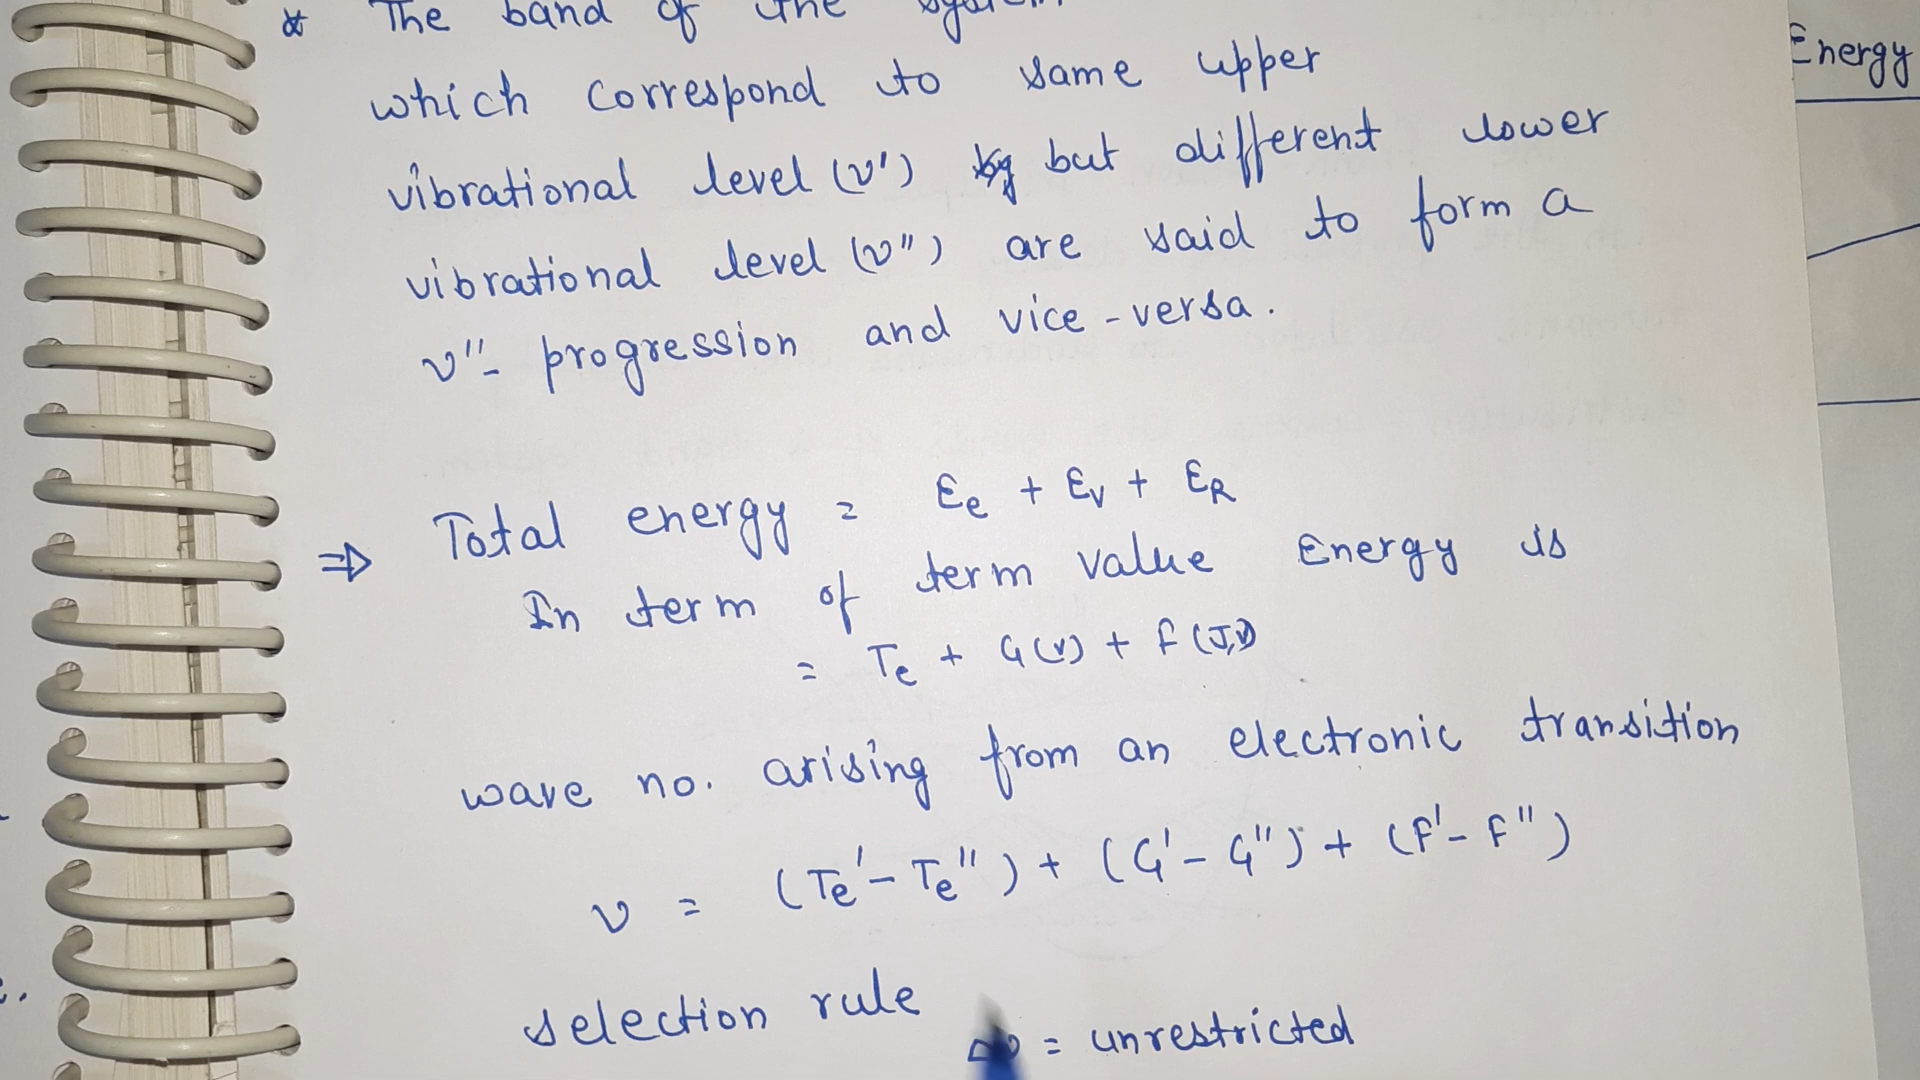 * The band of the system
which correspond to same upper
vibrational level (v') but different lower
vibrational level (v") are said to form a
v"- progression and vice-versa.
⇒ Total energy = Ee + Ev + ER
In term of term value Energy is
= Te + G(v) + F(J,v)
wave no. arising from an electronic transition
ν = (Te' - Te") + (G' - G") + (F' - F")
selection rule
Δv = unrestricted
Energy